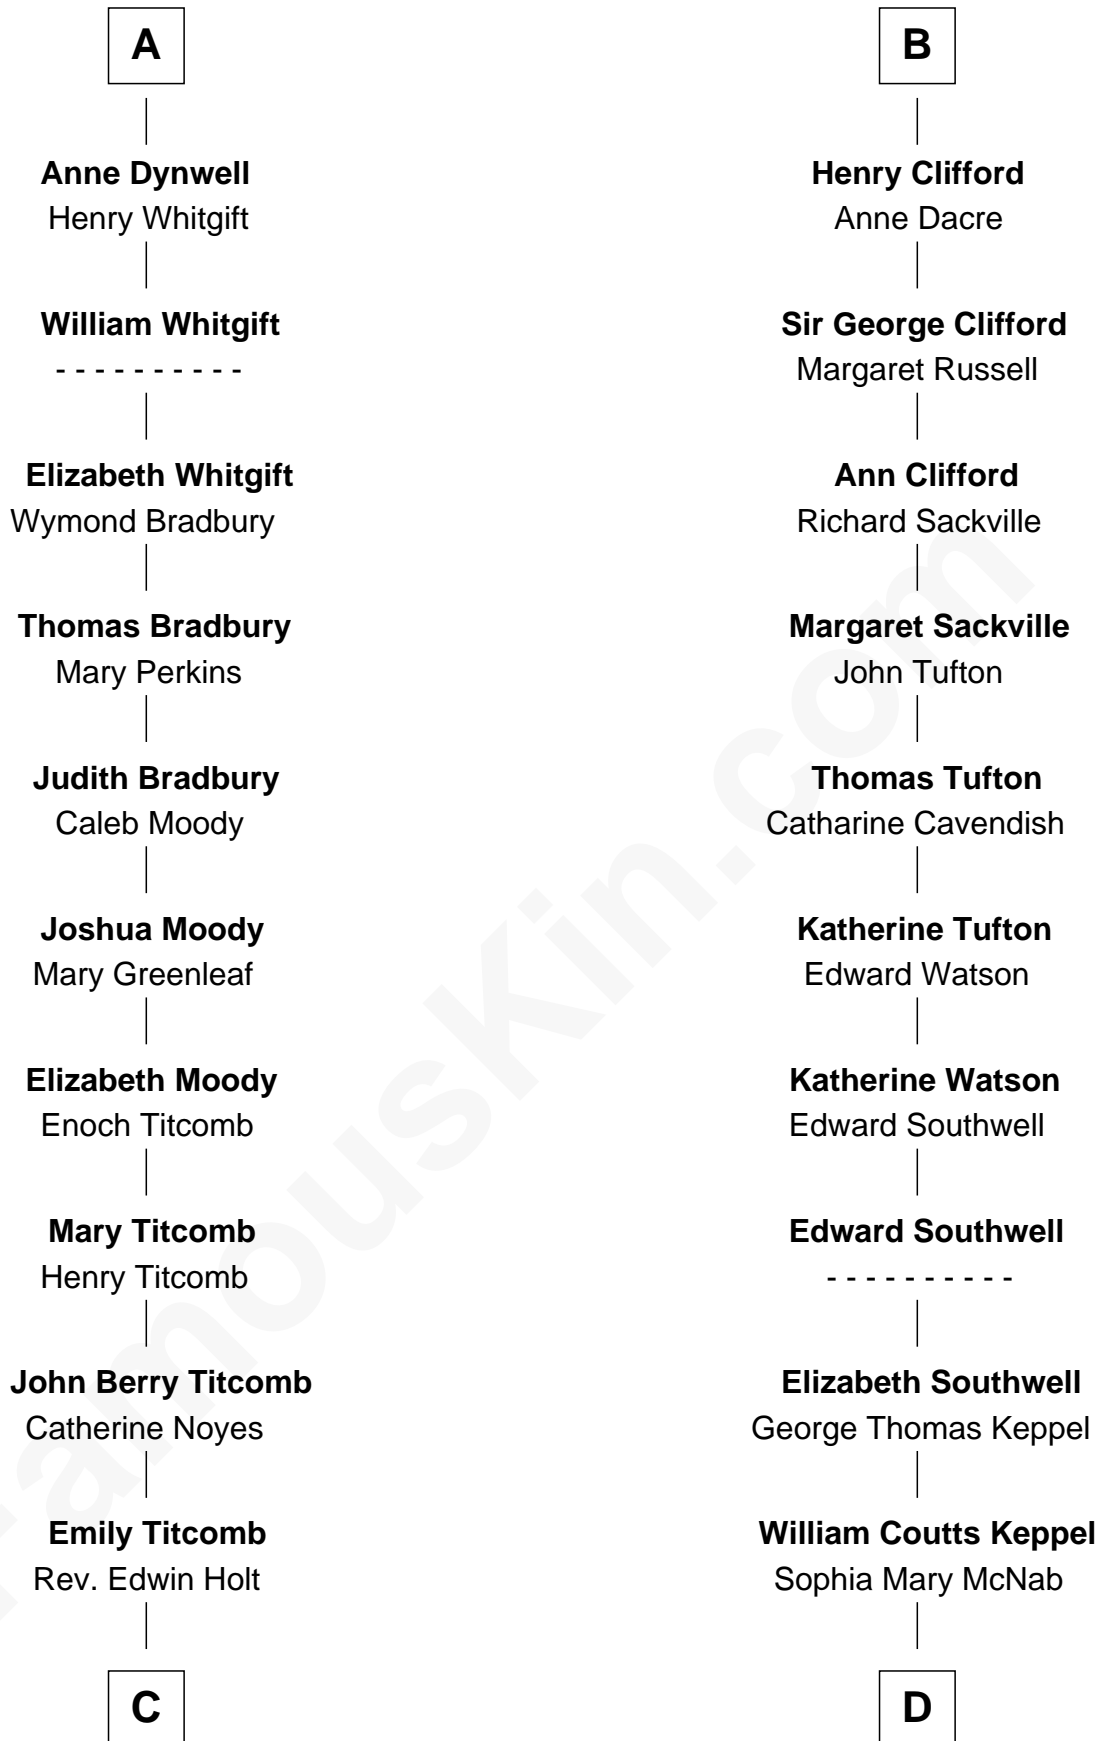 A
Anne Dynwell
Henry Whitgift
William Whitgift
- - - - - - - - - -
Elizabeth Whitgift
Wymond Bradbury
Thomas Bradbury
Mary Perkins
Judith Bradbury
Caleb Moody
Joshua Moody
Mary Greenleaf
Elizabeth Moody
Enoch Titcomb
Mary Titcomb
Henry Titcomb
John Berry Titcomb
Catherine Noyes
Emily Titcomb
Rev. Edwin Holt
C
B
Henry Clifford
Anne Dacre
Sir George Clifford
Margaret Russell
Ann Clifford
Richard Sackville
Margaret Sackville
John Tufton
Thomas Tufton
Catharine Cavendish
Katherine Tufton
Edward Watson
Katherine Watson
Edward Southwell
Edward Southwell
- - - - - - - - - -
Elizabeth Southwell
George Thomas Keppel
William Coutts Keppel
Sophia Mary McNab
D
FamousKin.com